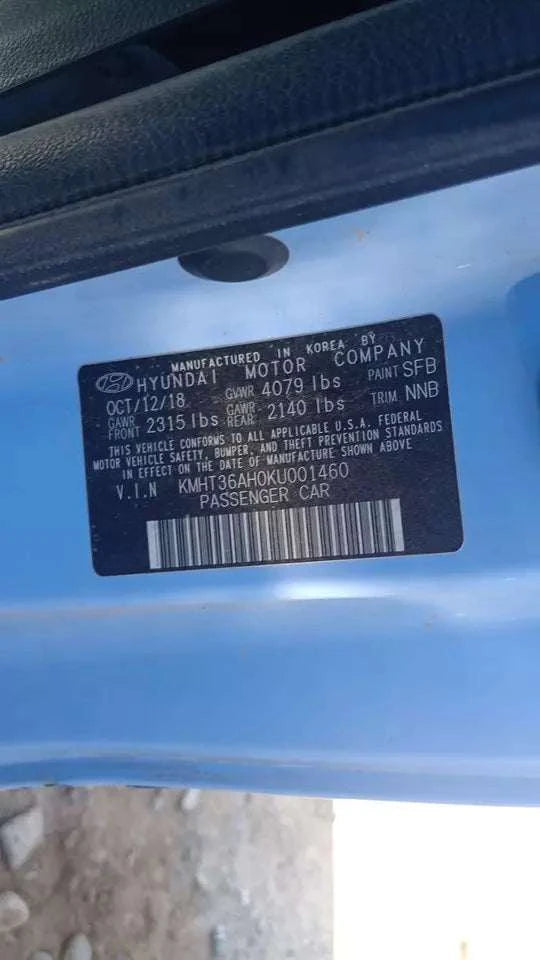 MANUFACTURED IN KOREA BY
HYUNDAI MOTOR COMPANY
OCT/12/18 GVWR 4079 lbs PAINT SFB
GAWR FRONT 2315 lbs GAWR REAR 2140 lbs TRIM NNB
THIS VEHICLE CONFORMS TO ALL APPLICABLE U.S.A. FEDERAL
MOTOR VEHICLE SAFETY, BUMPER, AND THEFT PREVENTION STANDARDS
IN EFFECT ON THE DATE OF MANUFACTURE SHOWN ABOVE
V.I.N KMHT36AH0KU001460
PASSENGER CAR